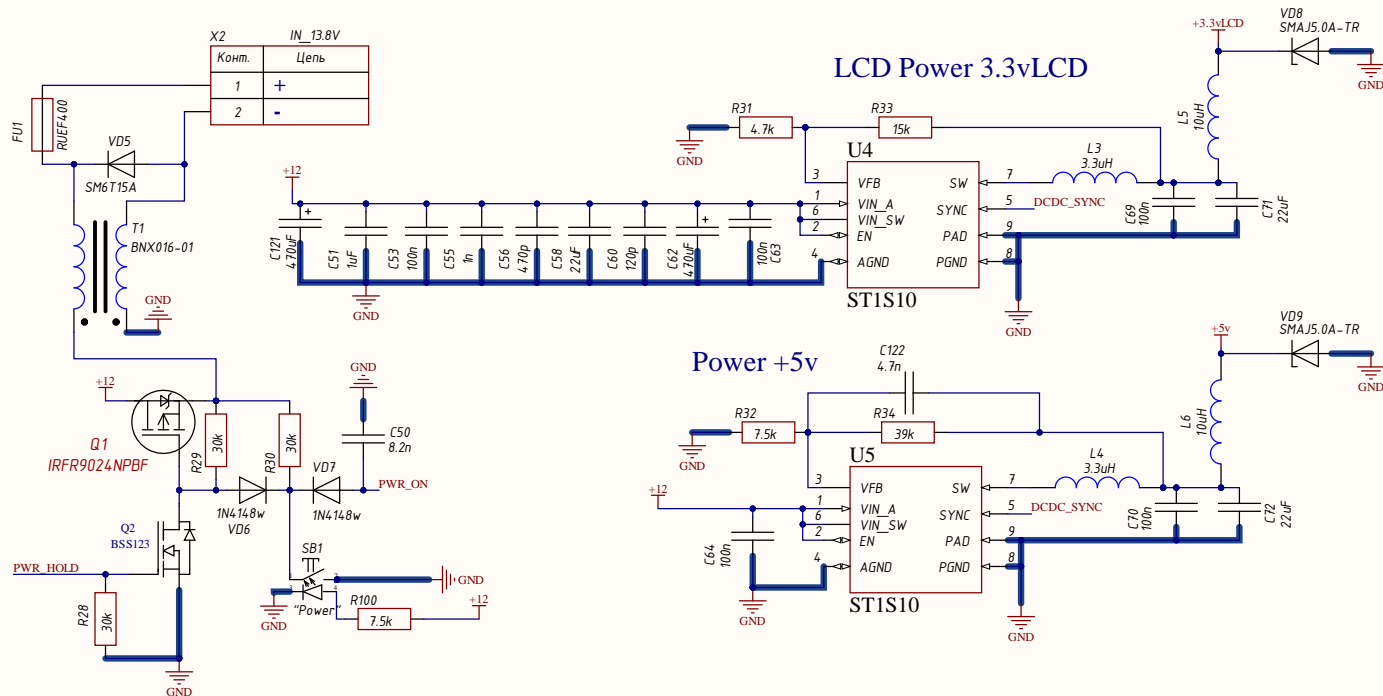 X2 IN_13.8V
Конт. Цепь
1 +
2 -
FU1
RUEF400
VD5
SM6T15A
T1
BNX016-01
GND
+12
Q1
IRFR9024NPBF
R29
30k
R30
30k
GND
C50
8.2n
VD7
1N4148w
PWR_ON
1N4148w
VD6
Q2
BSS123
PWR_HOLD
R28
30k
GND
SB1
1 2
3 4
GND
GND
"Power"
R100
7.5k
+12
LCD Power 3.3vLCD
+12
C121
470uF
C51
1uF
C53
100n
C55
1n
C56
470p
C58
22uF
C60
120p
C62
470uF
C63
100n
GND
GND
R31
4.7k
R33
15k
U4
3 VFB SW 7
1 VIN_A SYNC 5
6 VIN_SW
2 EN PAD 9
4 AGND PGND 8
ST1S10
L3
3.3uH
DCDC_SYNC
C69
100n
C71
22uF
L5
10uH
+3.3vLCD
VD8
SMAJ5.0A-TR
GND
GND
Power +5v
C122
4.7n
R32
7.5k
R34
39k
GND
U5
3 VFB SW 7
1 VIN_A SYNC 5
6 VIN_SW
2 EN PAD 9
4 AGND PGND 8
ST1S10
+12
C64
100n
GND
L4
3.3uH
DCDC_SYNC
C70
100n
C72
22uF
L6
10uH
+5v
VD9
SMAJ5.0A-TR
GND
GND